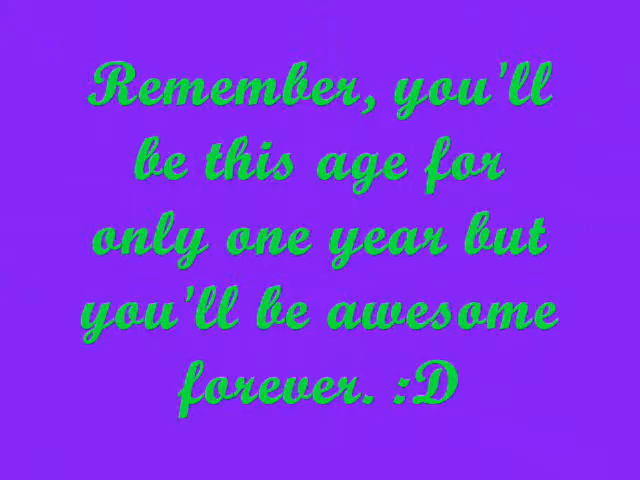 Remember, you'll
be this age for
only one year but
you'll be awesome
forever. :D